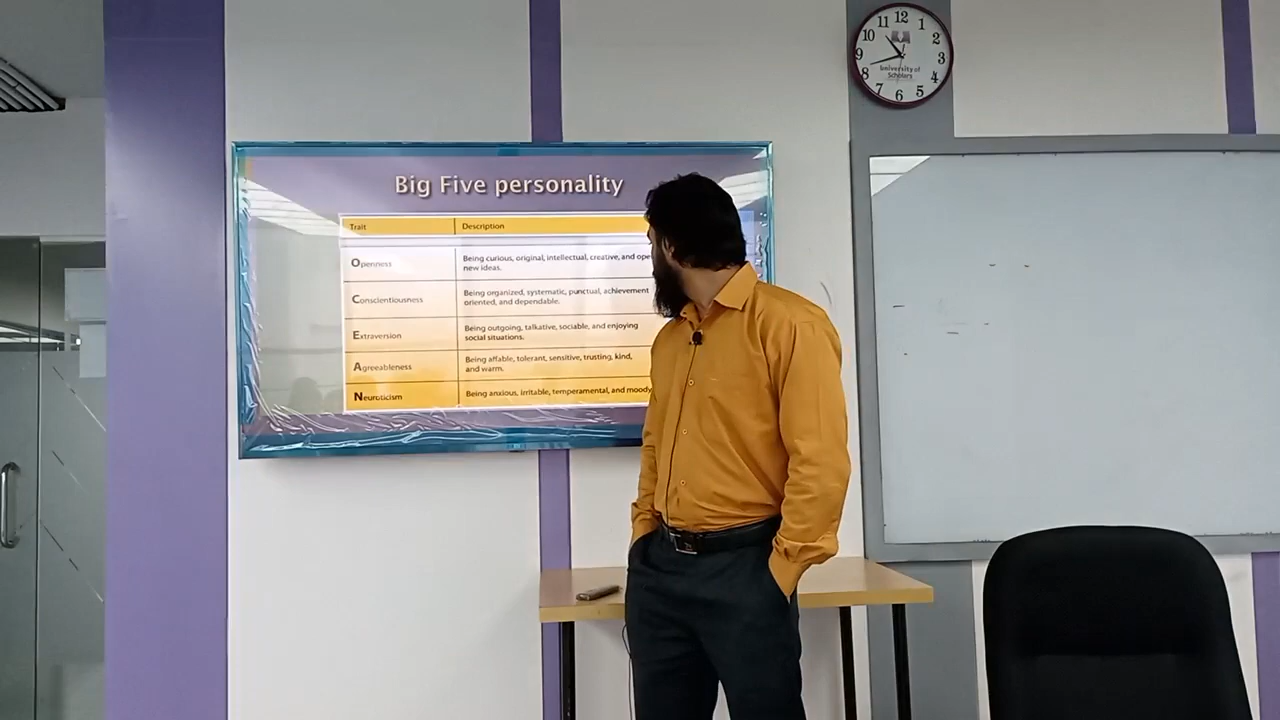 Big Five personality
Trait Description
Openness Being curious, original, intellectual, creative, and ope
new ideas.
Conscientiousness Being organized, systematic, punctual, achievement
oriented, and dependable.
Extraversion Being outgoing, talkative, sociable, and enjoying
social situations.
Agreeableness Being affable, tolerant, sensitive, trusting, kind,
and warm.
Neuroticism Being anxious, irritable, temperamental, and moody
12
11 1
10 2
9 3
University of
Scholars
8 4
7 5
6